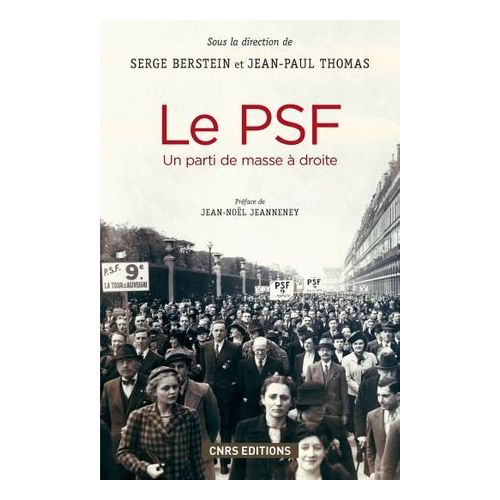 Sous la direction de
SERGE BERSTEIN et JEAN-PAUL THOMAS
Le PSF
Un parti de masse à droite
Préface de
JEAN-NOËL JEANNENEY
P.S.F. 9e
LA TOUR d'AUVERGNE
PSF
PSF
CNRS EDITIONS